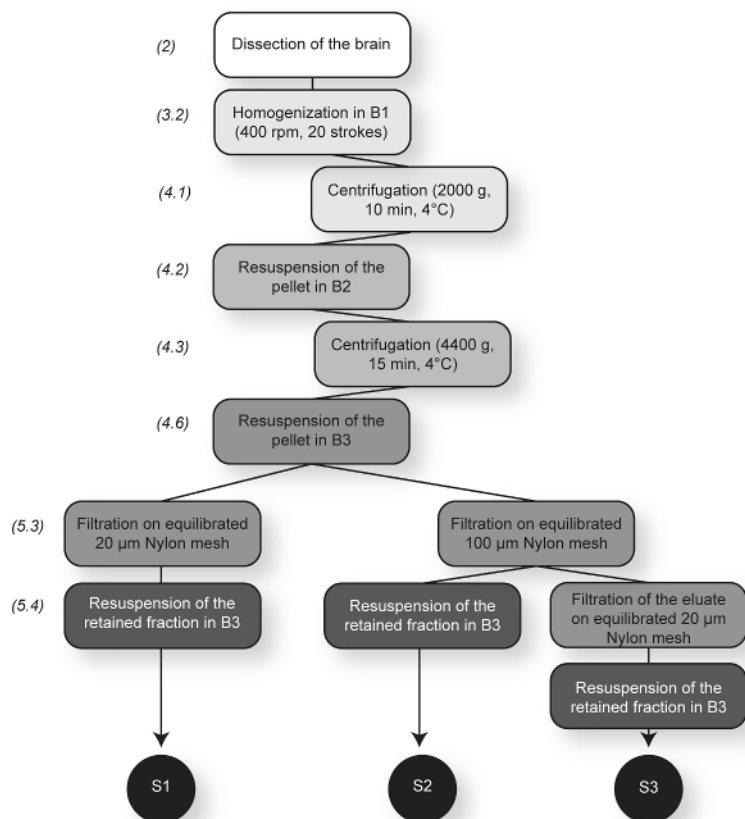 (2)
Dissection of the brain
(3.2)
Homogenization in B1
(400 rpm, 20 strokes)
(4.1)
Centrifugation (2000 g,
10 min, 4°C)
(4.2)
Resuspension of the
pellet in B2
(4.3)
Centrifugation (4400 g,
15 min, 4°C)
(4.6)
Resuspension of the
pellet in B3
(5.3)
Filtration on equilibrated
20 µm Nylon mesh
Filtration on equilibrated
100 µm Nylon mesh
(5.4)
Resuspension of the
retained fraction in B3
Resuspension of the
retained fraction in B3
Filtration of the eluate
on equilibrated 20 µm
Nylon mesh
Resuspension of the
retained fraction in B3
S1
S2
S3